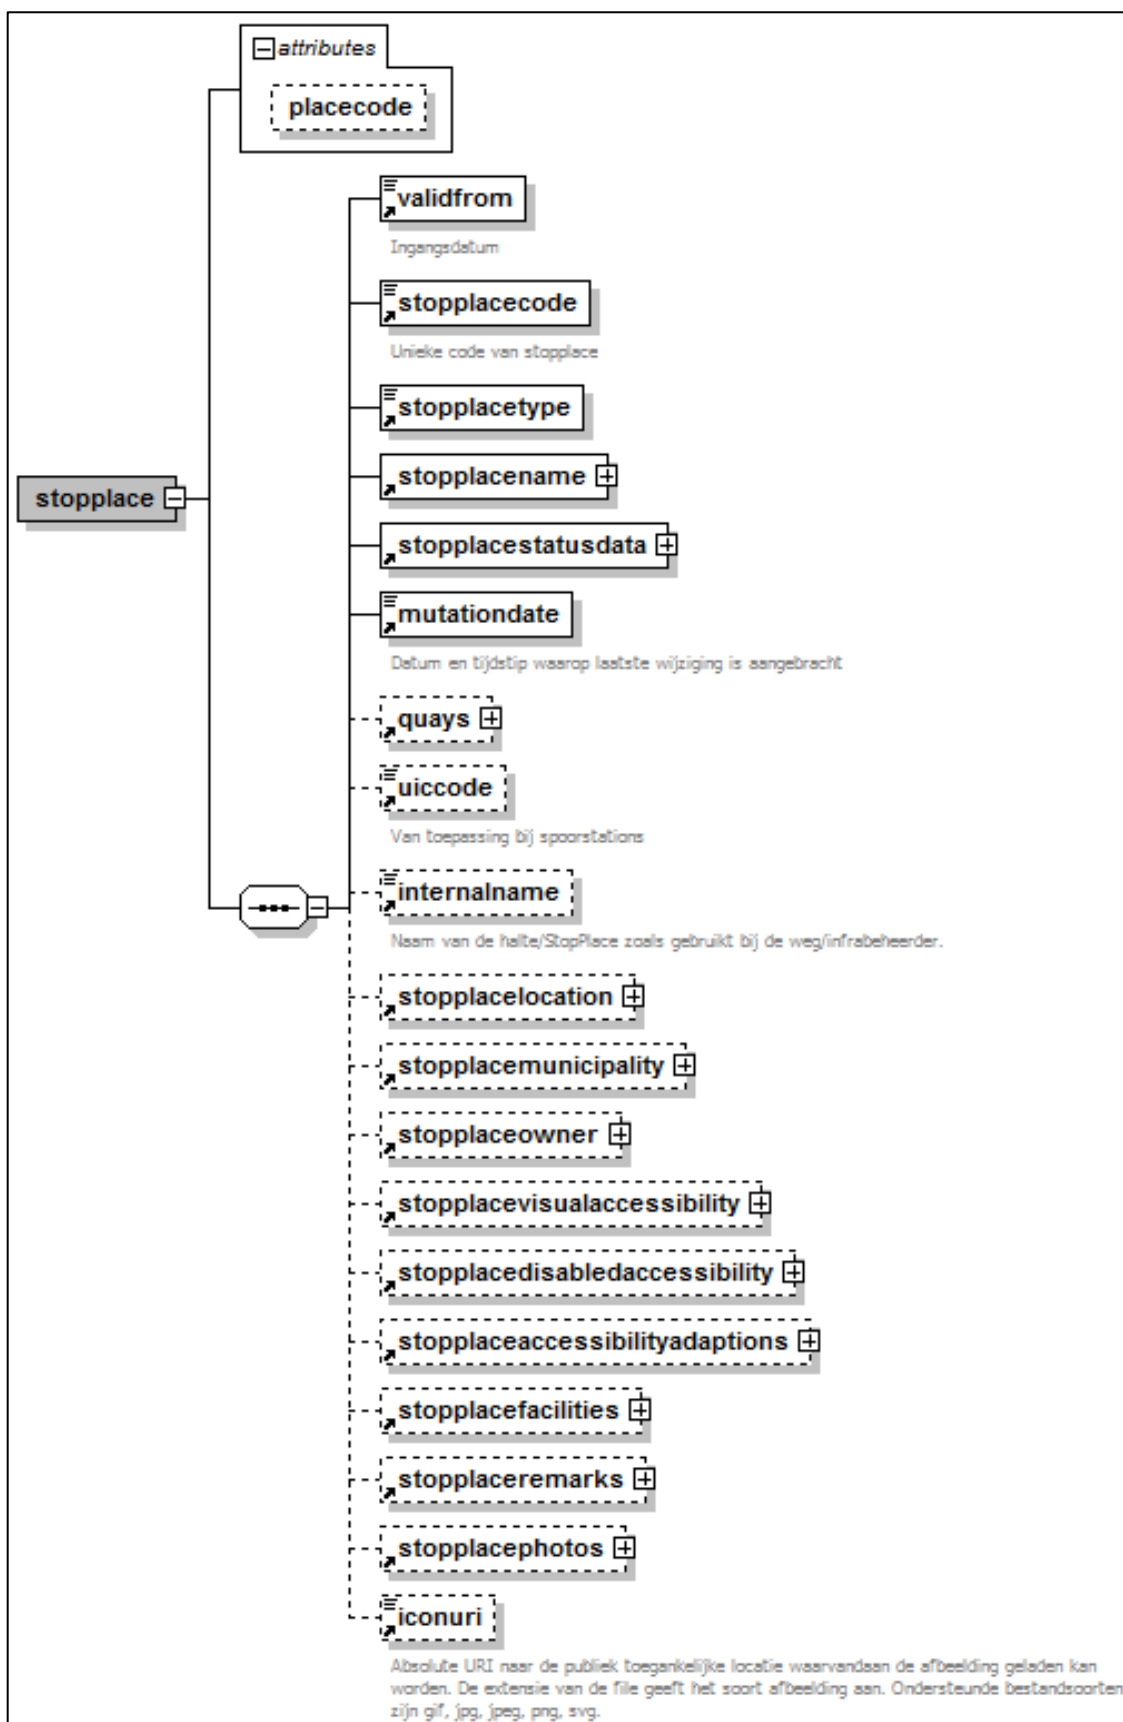 attributes
placecode
validfrom
Ingangsdatum
stopplacecode
Unieke code van stopplace
stopplacetype
stopplacename
stopplace
stopplacestatusdata
mutationdate
Datum en tijdstip waarop laatste wijziging is aangebracht
quays
uiccode
Van toepassing bij spoorstations
internalname
Naam van de halte/StopPlace zoals gebruikt bij de weg/infrabeheerder.
stopplacelocation
stopplacemunicipality
stopplaceowner
stopplacevisualaccessibility
stopplacedisabledaccessibility
stopplaceaccessibilityadaptions
stopplacefacilities
stopplaceremarks
stopplacephotos
iconuri
Absolute URI naar de publiek toegankelijke locatie waarvandaan de afbeelding geladen kan
worden. De extensie van de file geeft het soort afbeelding aan. Ondersteunde bestandsoorten
zijn gif, jpg, jpeg, png, svg.